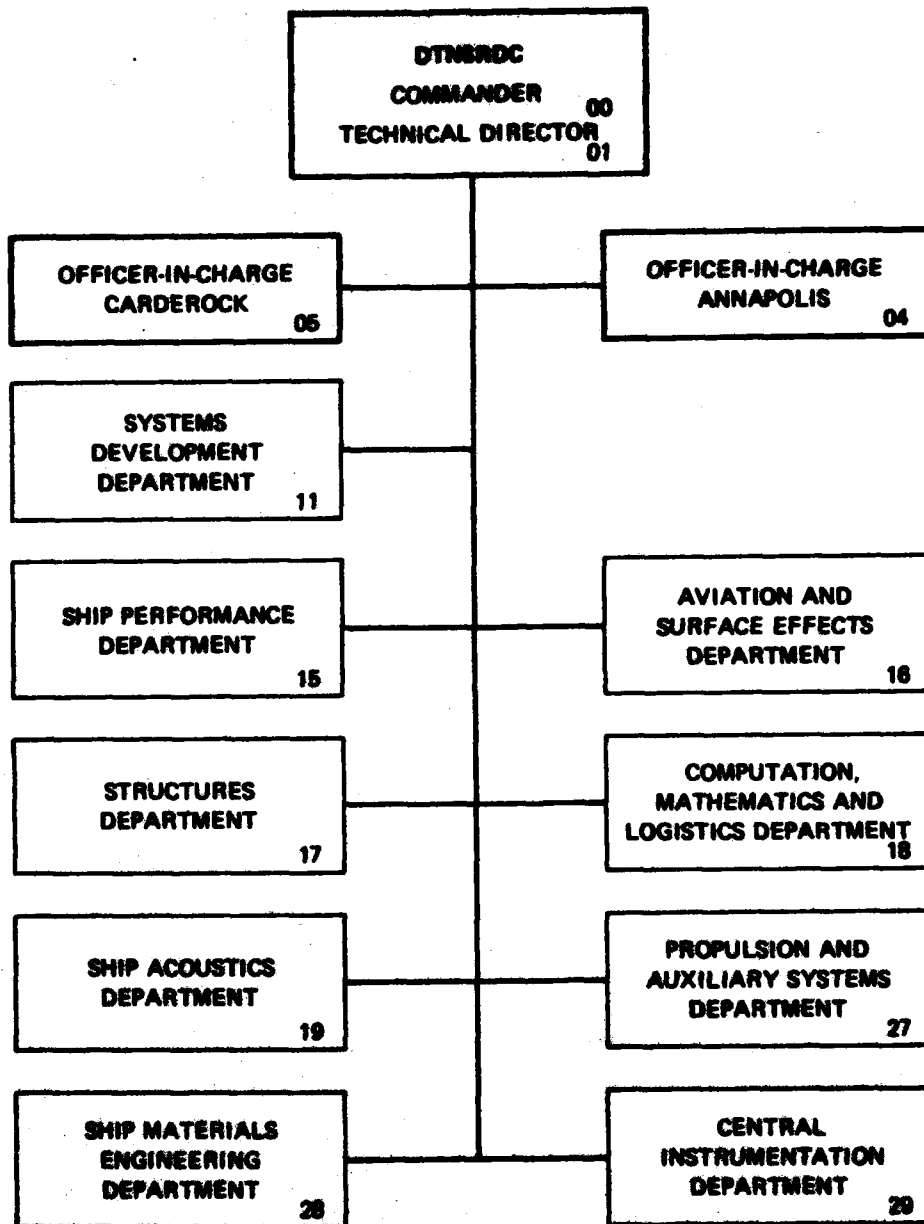 DTNSRDC
COMMANDER
00
TECHNICAL DIRECTOR
01
OFFICER-IN-CHARGE
CARDEROCK
05
OFFICER-IN-CHARGE
ANNAPOLIS
04
SYSTEMS
DEVELOPMENT
DEPARTMENT
11
SHIP PERFORMANCE
DEPARTMENT
15
AVIATION AND
SURFACE EFFECTS
DEPARTMENT
16
STRUCTURES
DEPARTMENT
17
COMPUTATION,
MATHEMATICS AND
LOGISTICS DEPARTMENT
18
SHIP ACOUSTICS
DEPARTMENT
19
PROPULSION AND
AUXILIARY SYSTEMS
DEPARTMENT
27
SHIP MATERIALS
ENGINEERING
DEPARTMENT
28
CENTRAL
INSTRUMENTATION
DEPARTMENT
29